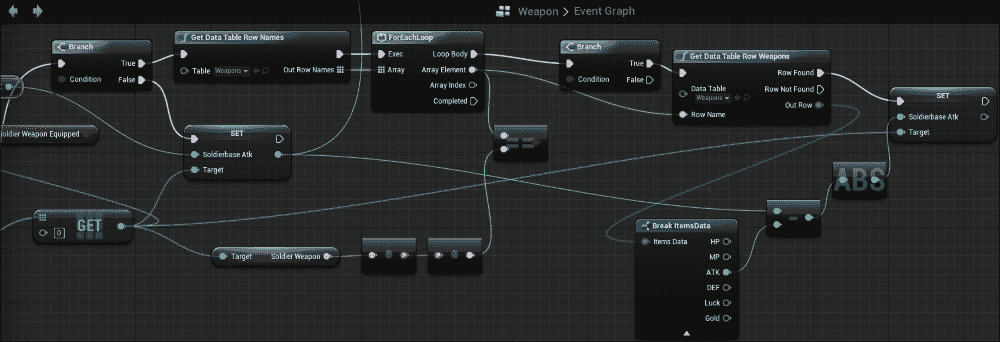 Weapon > Event Graph
Branch
Condition
True
False
Get Data Table Row Names
Table
Weapons
Out Row Names
ForEachLoop
Exec
Array
Loop Body
Array Element
Array Index
Completed
Branch
Condition
True
False
Get Data Table Row Weapons
Data Table
Weapons
Row Name
Row Found
Row Not Found
Out Row
SET
Soldierbase Atk
Target
Soldier Weapon Equipped
SET
Soldierbase Atk
Target
==
ABS
-
GET
0
Target
Soldier Weapon
Break ItemsData
Items Data
HP
MP
ATK
DEF
Luck
Gold